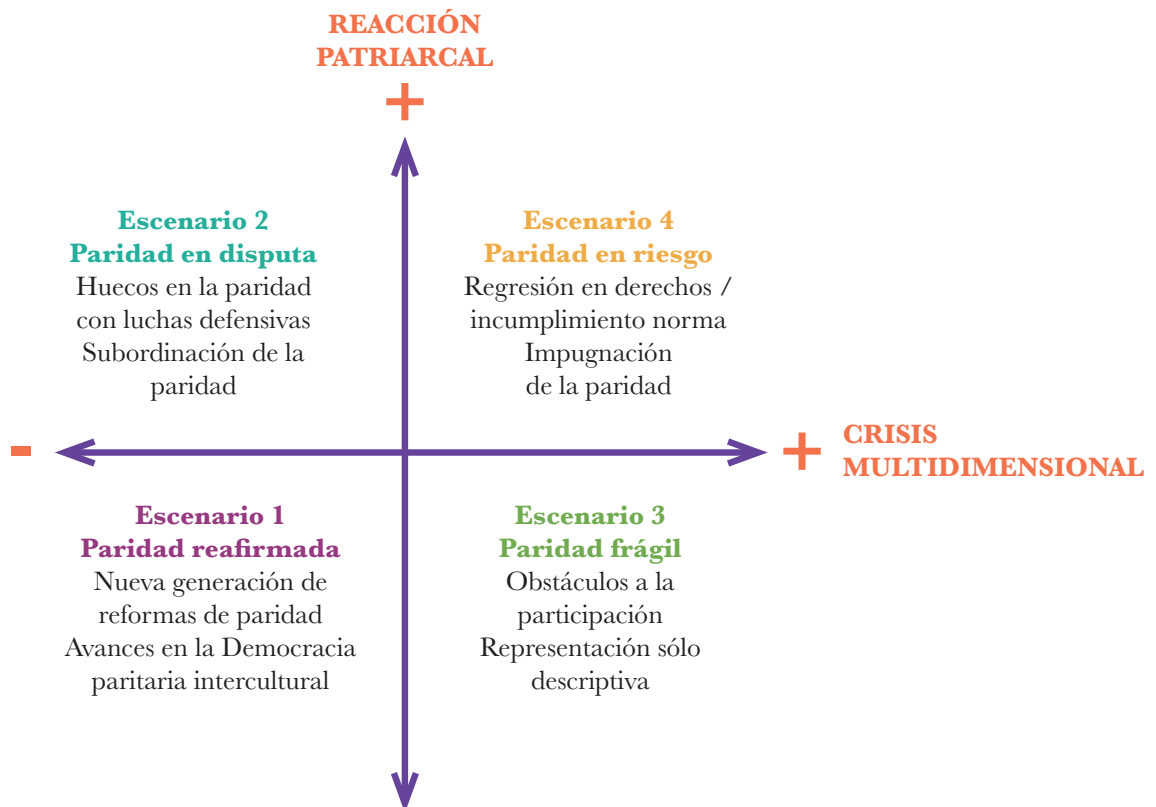 REACCIÓN
PATRIARCAL
+
Escenario 2
Paridad en disputa
Huecos en la paridad
con luchas defensivas
Subordinación de la
paridad
Escenario 4
Paridad en riesgo
Regresión en derechos /
incumplimiento norma
Impugnación
de la paridad
-
+
CRISIS
MULTIDIMENSIONAL
Escenario 1
Paridad reafirmada
Nueva generación de
reformas de paridad
Avances en la Democracia
paritaria intercultural
Escenario 3
Paridad frágil
Obstáculos a la
participación
Representación sólo
descriptiva